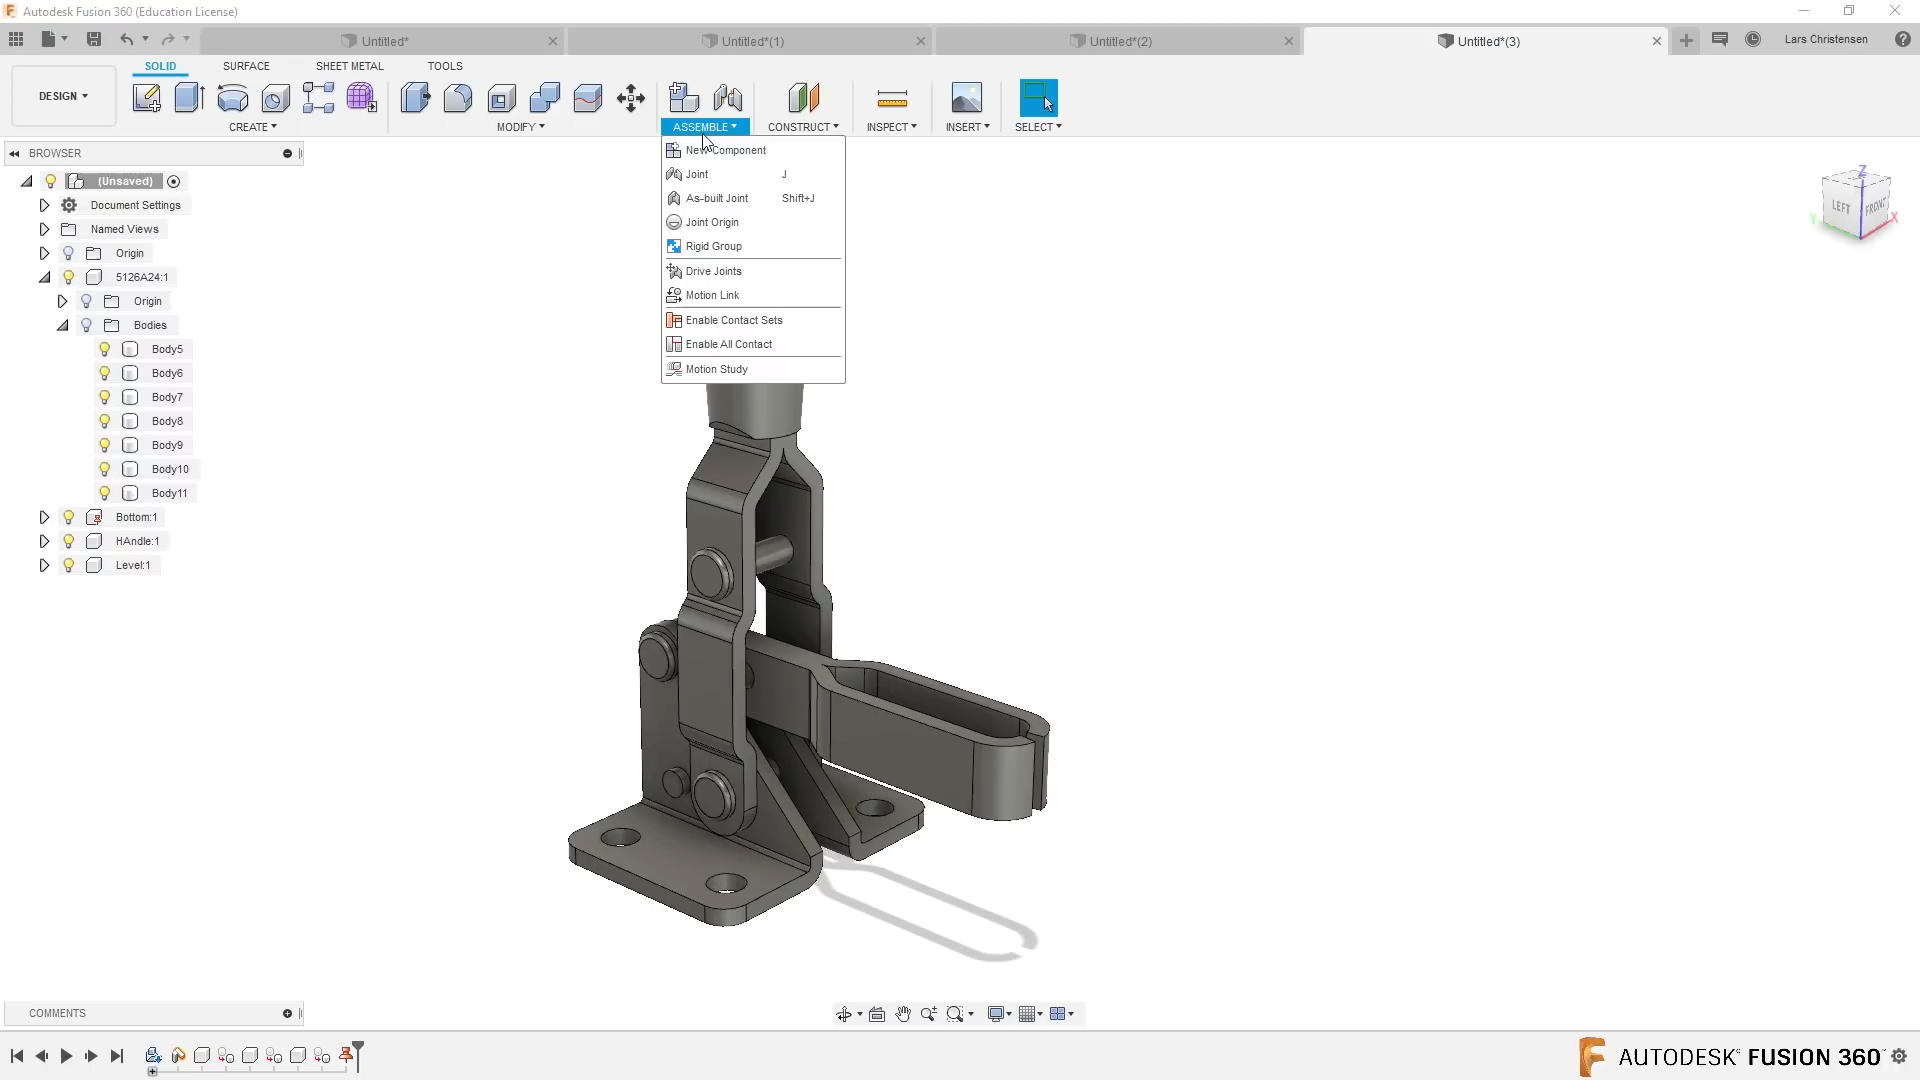 Autodesk Fusion 360 (Education License)
Untitled*
Untitled*(1)
Untitled*(2)
Untitled*(3)
Lars Christensen
SOLID
SURFACE
SHEET METAL
TOOLS
DESIGN
CREATE
MODIFY
ASSEMBLE
CONSTRUCT
INSPECT
INSERT
SELECT
BROWSER
New Component
Joint J
As-built Joint Shift+J
Joint Origin
Rigid Group
Drive Joints
Motion Link
Enable Contact Sets
Enable All Contact
Motion Study
(Unsaved)
Document Settings
Named Views
Origin
5126A24:1
Origin
Bodies
Body5
Body6
Body7
Body8
Body9
Body10
Body11
Bottom:1
HAndle:1
Level:1
Z
LEFT
FRONT
Y
X
COMMENTS
AUTODESK® FUSION 360™